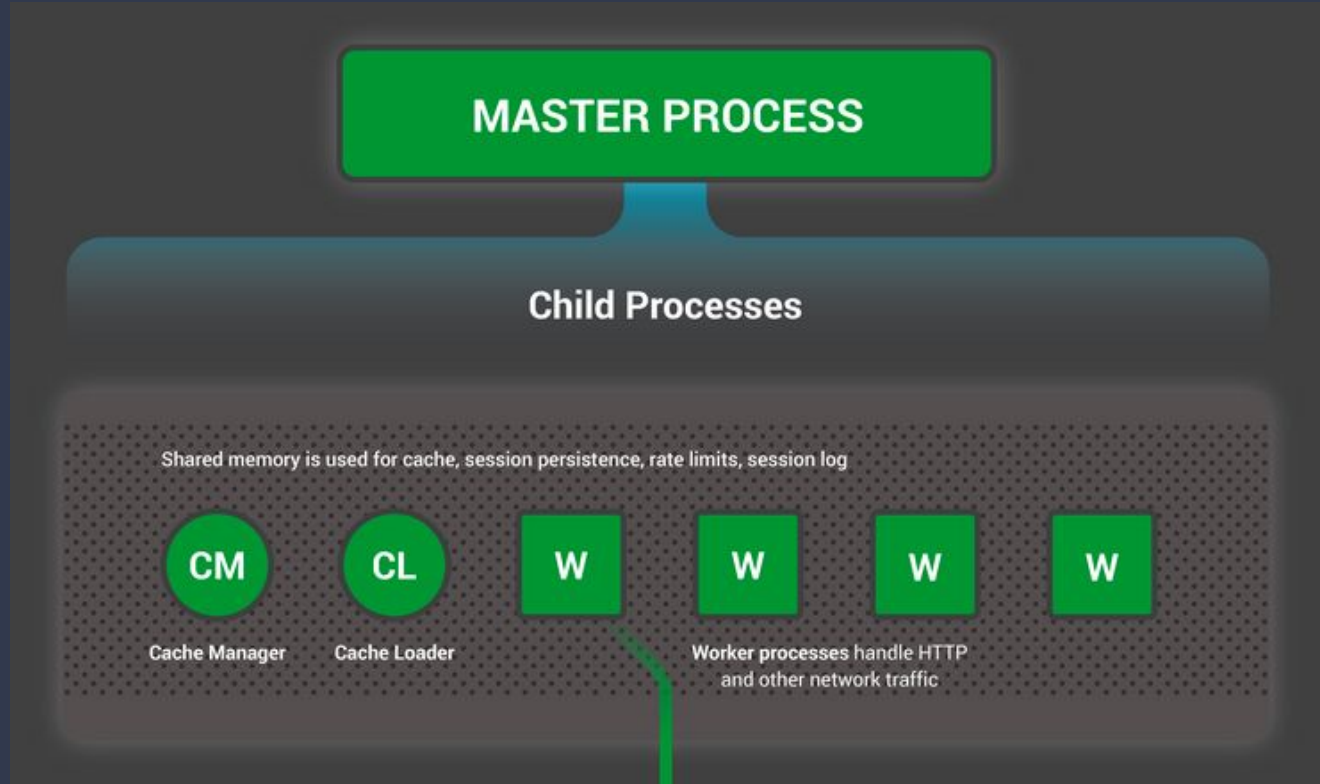 MASTER PROCESS
Child Processes
Shared memory is used for cache, session persistence, rate limits, session log
CM
CL
W
W
W
W
Cache Manager
Cache Loader
Worker processes handle HTTP
and other network traffic